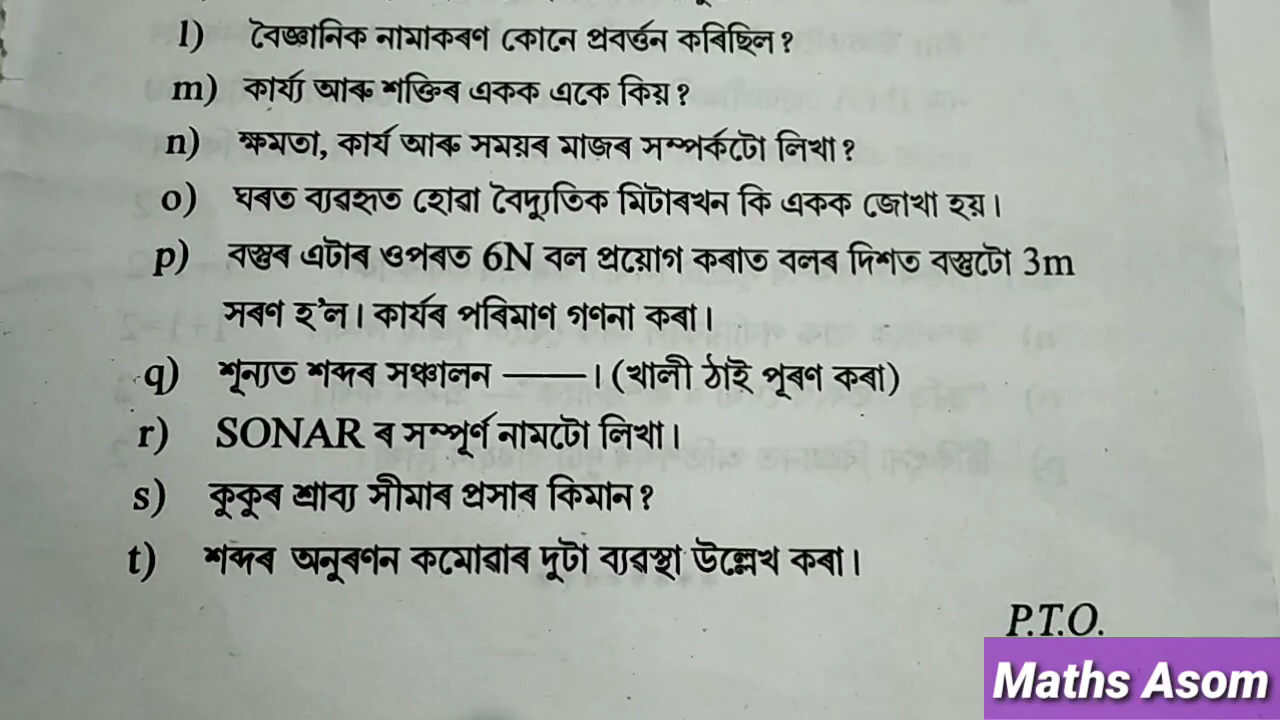 l) বৈজ্ঞানিক নামাকৰণ কোনে প্ৰবৰ্ত্তন কৰিছিল?
m) কাৰ্য্য আৰু শক্তিৰ একক একে কিয়?
n) ক্ষমতা, কাৰ্য আৰু সময়ৰ মাজৰ সম্পৰ্কটো লিখা?
o) ঘৰত ব্যৱহৃত হোৱা বৈদ্যুতিক মিটাৰখন কি একক জোখা হয়।
p) বস্তুৰ এটাৰ ওপৰত 6N বল প্ৰয়োগ কৰাত বলৰ দিশত বস্তুটো 3m
সৰণ হ'ল। কাৰ্যৰ পৰিমাণ গণনা কৰা।
q) শূন্যত শব্দৰ সঞ্চালন ——। (খালী ঠাই পূৰণ কৰা)
r) SONAR ৰ সম্পূৰ্ণ নামটো লিখা।
s) কুকুৰ শ্ৰাব্য সীমাৰ প্ৰসাৰ কিমান?
t) শব্দৰ অনুৰণন কমোৱাৰ দুটা ব্যৱস্থা উল্লেখ কৰা।
P.T.O.
Maths Asom